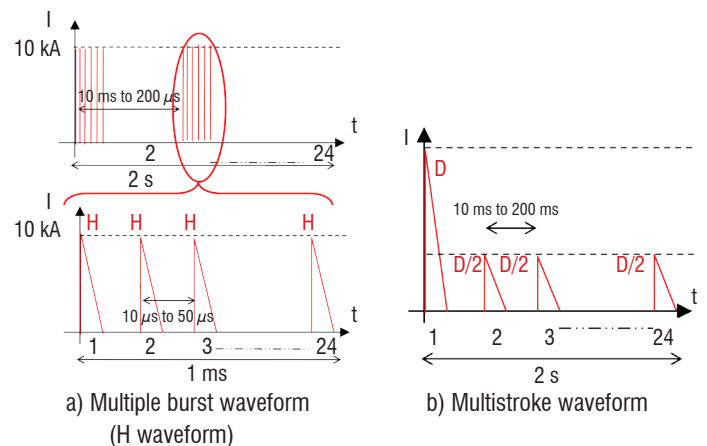 I
10 kA
10 ms to 200 µs
t
2
24
2 s
I
10 kA
H H H H
10 µs to 50 µs
t
1 2 3 24
1 ms
a) Multiple burst waveform
(H waveform)
I
D
10 ms to 200 ms
D/2 D/2 D/2
t
1 2 3 24
2 s
b) Multistroke waveform